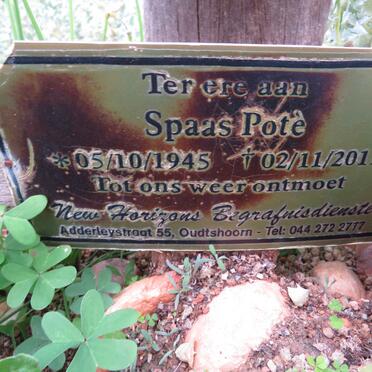 Ter ere aan
Spaas Potè
* 05/10/1945 † 02/11/201
Tot ons weer ontmoet
New Horizons Begrafnisdienste
Adderleystraat 55, Oudtshoorn - Tel: 044 272 2777